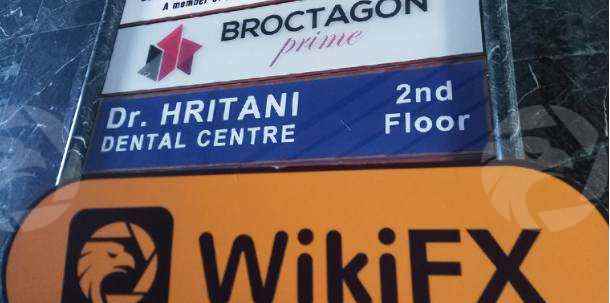 A member of
BROCTAGON
prime
Dr. HRITANI
DENTAL CENTRE
2nd
Floor
WikiFX